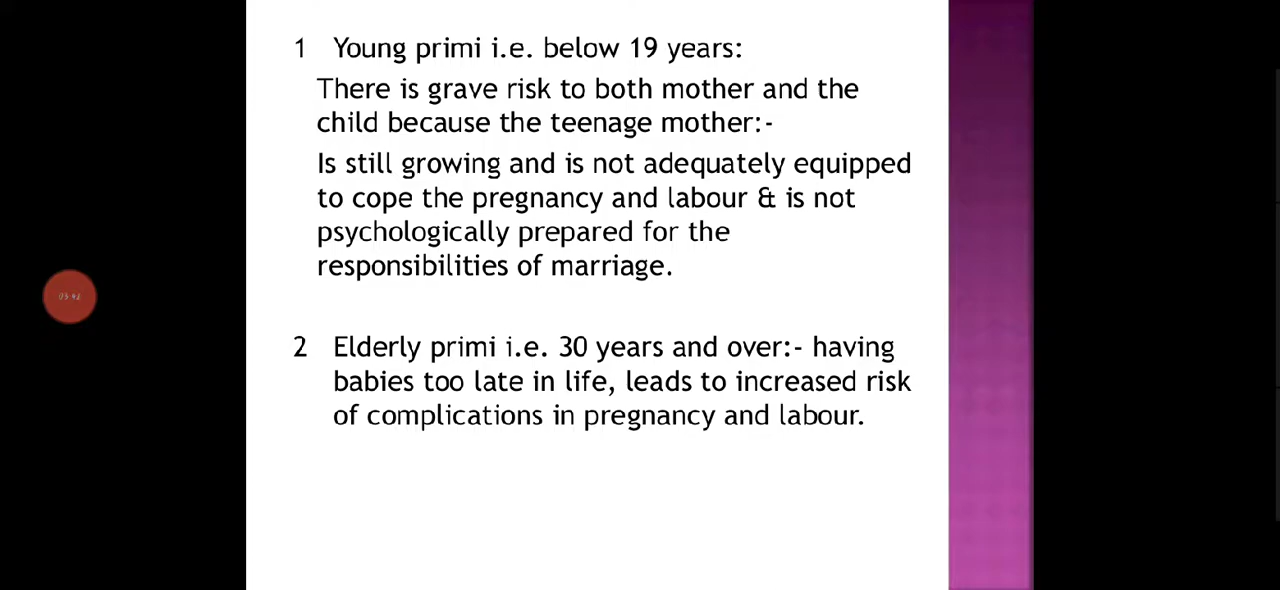 1 Young primi i.e. below 19 years:
There is grave risk to both mother and the
child because the teenage mother:-
Is still growing and is not adequately equipped
to cope the pregnancy and labour & is not
psychologically prepared for the
responsibilities of marriage.
2 Elderly primi i.e. 30 years and over:- having
babies too late in life, leads to increased risk
of complications in pregnancy and labour.